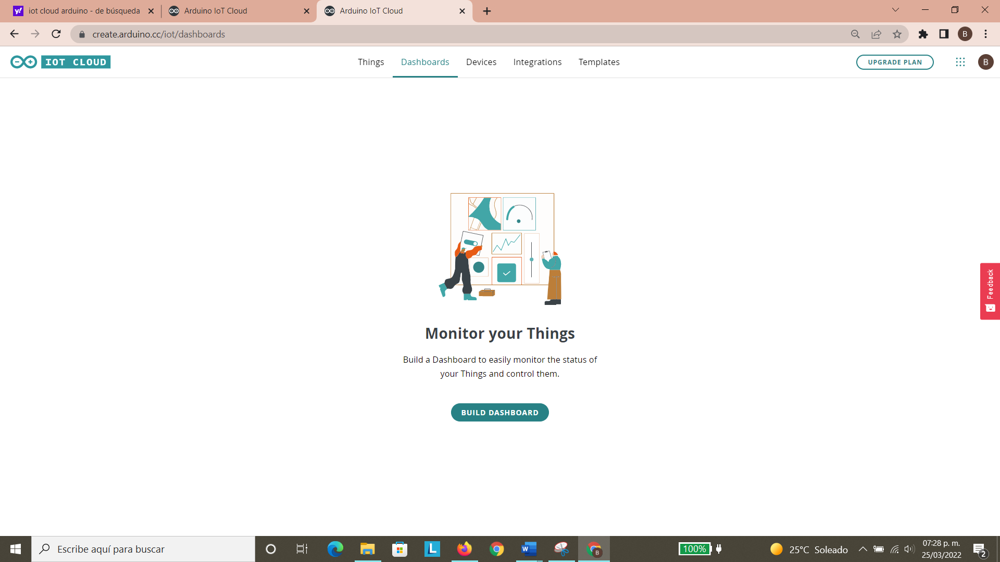 iot cloud arduino - de búsqueda
Arduino IoT Cloud
Arduino IoT Cloud
create.arduino.cc/iot/dashboards
B
IOT CLOUD
Things
Dashboards
Devices
Integrations
Templates
UPGRADE PLAN
B
Feedback
Monitor your Things
Build a Dashboard to easily monitor the status of
your Things and control them.
BUILD DASHBOARD
Escribe aquí para buscar
100%
25°C Soleado
07:28 p. m.
25/03/2022
2